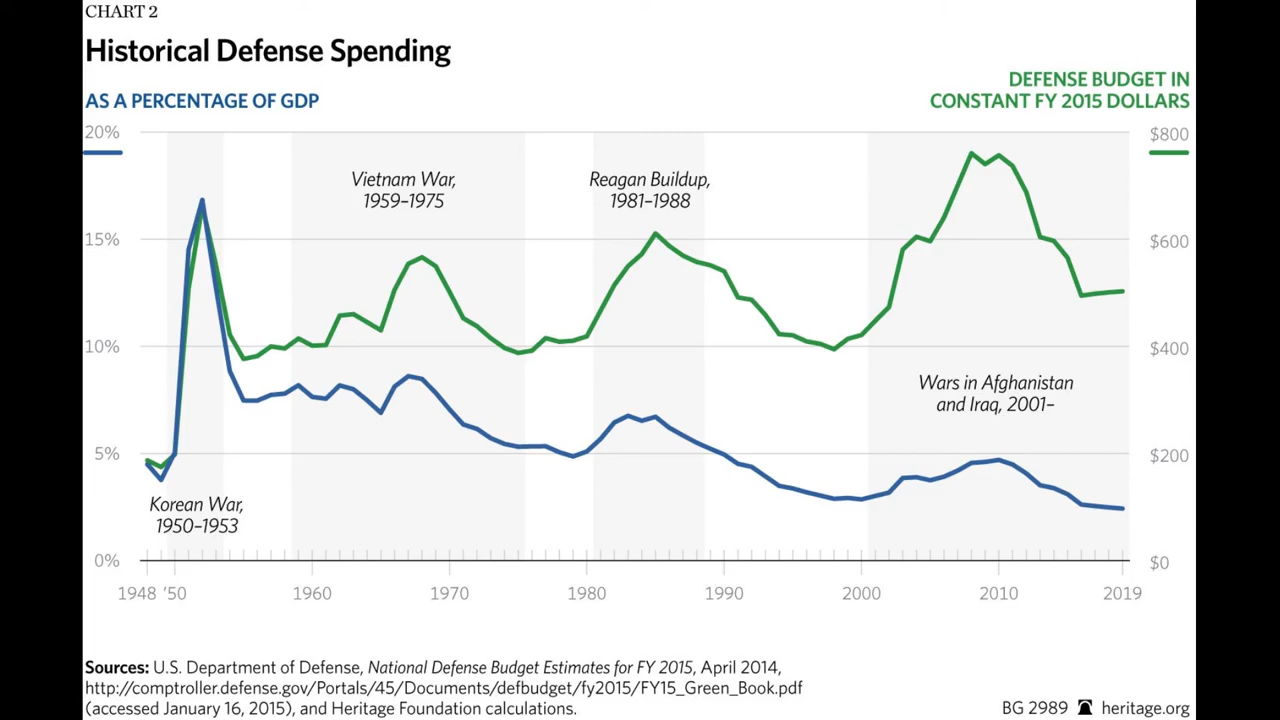 CHART 2
Historical Defense Spending
AS A PERCENTAGE OF GDP
DEFENSE BUDGET IN
CONSTANT FY 2015 DOLLARS
20%
$800
Vietnam War,
1959–1975
Reagan Buildup,
1981–1988
15%
$600
10%
$400
Wars in Afghanistan
and Iraq, 2001–
5%
$200
Korean War,
1950–1953
0%
$0
1948 '50 1960 1970 1980 1990 2000 2010 2019
Sources: U.S. Department of Defense, National Defense Budget Estimates for FY 2015, April 2014,
http://comptroller.defense.gov/Portals/45/Documents/defbudget/fy2015/FY15_Green_Book.pdf
(accessed January 16, 2015), and Heritage Foundation calculations.
BG 2989 heritage.org